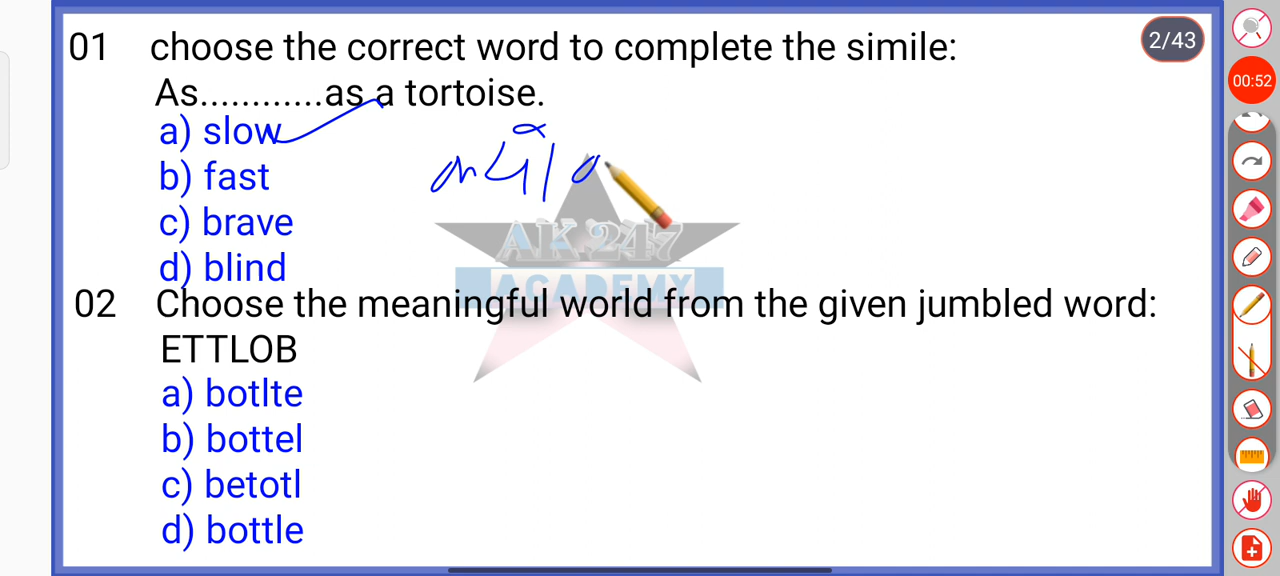 01 choose the correct word to complete the simile:
As............as a tortoise.
a) slow
b) fast
c) brave
d) blind
02 Choose the meaningful world from the given jumbled word:
ETTLOB
a) botlte
b) bottel
c) betotl
d) bottle
AK 247
ACADEMY
2/43
00:52